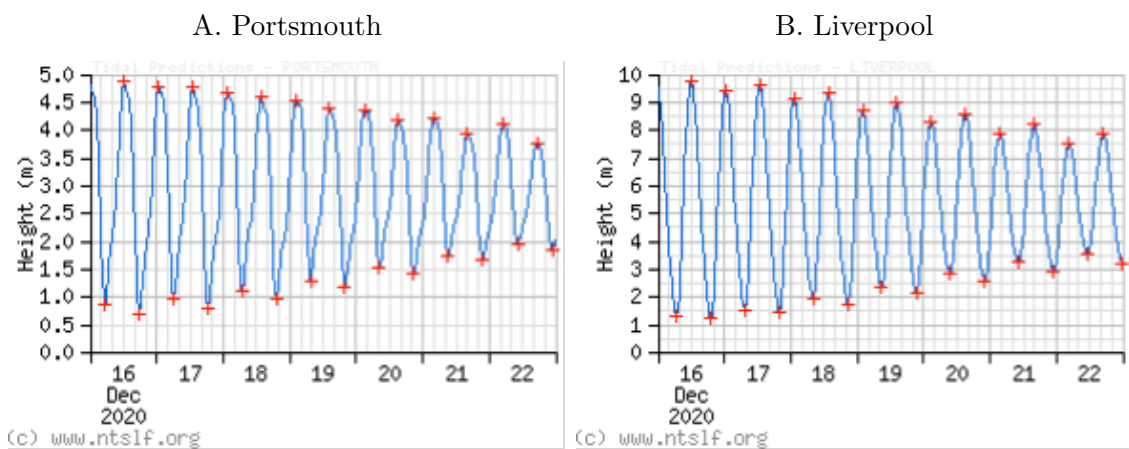 A. Portsmouth
Tidal Predictions - PORTSMOUTH
Height (m)
5.0
4.5
4.0
3.5
3.0
2.5
2.0
1.5
1.0
0.5
0.0
16 17 18 19 20 21 22
Dec
2020
(c) www.ntslf.org
B. Liverpool
Tidal Predictions - LIVERPOOL
Height (m)
10
9
8
7
6
5
4
3
2
1
0
16 17 18 19 20 21 22
Dec
2020
(c) www.ntslf.org